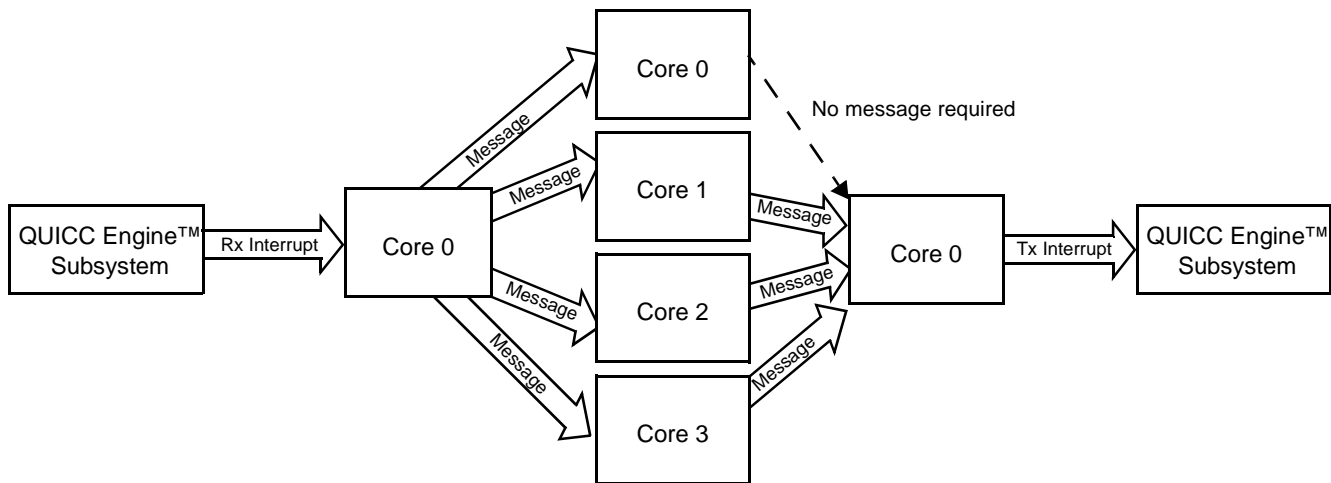 QUICC Engine™
Subsystem
Rx Interrupt
Core 0
Message
Message
Message
Message
Core 0
Core 1
Core 2
Core 3
No message required
Message
Message
Message
Core 0
Tx Interrupt
QUICC Engine™
Subsystem